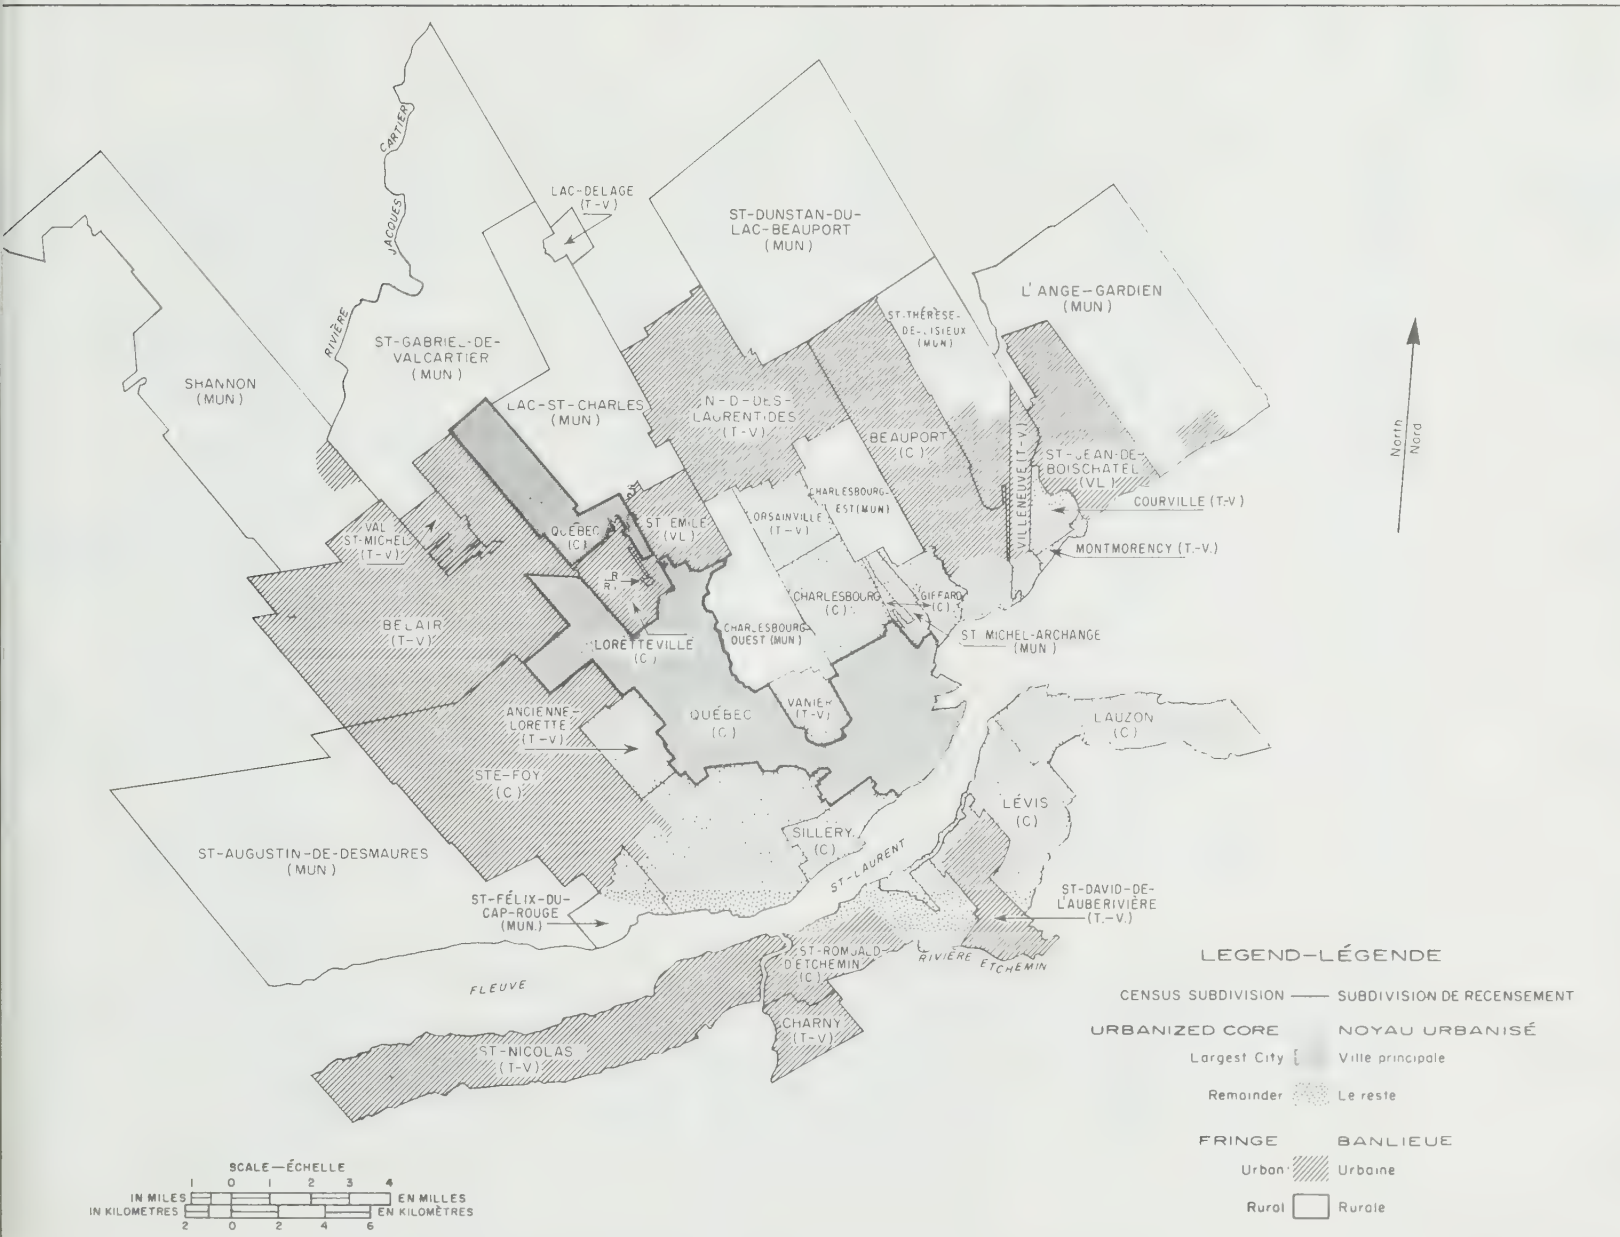 RIVIÈRE
JACQUES
CARTIER
LAC-DELAGE
(T-V.)
ST-DUNSTAN-DU-
LAC-BEAUPORT
(MUN)
L'ANGE-GARDIEN
(MUN)
ST-GABRIEL-DE-
VALCARTIER
(MUN)
SHANNON
(MUN)
LAC-ST-CHARLES
(MUN)
N-D-DES-
LAURENTIDES
(T-V)
ST-THÉRÈSE-
DE-LISIEUX
(MUN)
BEAUPORT
(C)
VILLENEUVE (T-V)
ST-JEAN-DE-
BOISCHATEL
(VL)
COURVILLE (T-V)
MONTMORENCY (T.-V.)
North
Nord
CHARLESBOURG-
EST (MUN)
ORSAINVILLE
(T-V)
ST EMILE
(VL)
QUÉBEC
(C)
VAL
ST-MICHEL
(T-V)
R
R
CHARLESBOURG
(C)
GIFFARD
(C)
BELAIR
(T-V)
LORETTEVILLE
(C)
CHARLESBOURG
OUEST (MUN)
ST MICHEL-ARCHANGE
(MUN)
ANCIENNE-
LORETTE
(T-V)
QUÉBEC
(C)
VANIER
(T-V)
LAUZON
(C)
STE-FOY
(C)
LÉVIS
(C)
SILLERY
(C)
ST-AUGUSTIN-DE-DESMAURES
(MUN)
ST-LAURENT
ST-FÉLIX-DU-
CAP-ROUGE
(MUN.)
ST-DAVID-DE-
L'AUBERIVIÈRE
(T.-V.)
ST-ROMUALD-
D'ETCHEMIN
(C)
RIVIÈRE ETCHEMIN
FLEUVE
CHARNY
(T-V)
ST-NICOLAS
(T-V)
LEGEND-LÉGENDE
CENSUS SUBDIVISION SUBDIVISION DE RECENSEMENT
URBANIZED CORE NOYAU URBANISÉ
Largest City Ville principale
Remainder Le reste
FRINGE BANLIEUE
Urban Urbaine
Rural Rurale
SCALE—ÉCHELLE
1 0 1 2 3 4
IN MILES EN MILLES
IN KILOMETRES EN KILOMÈTRES
2 0 2 4 6